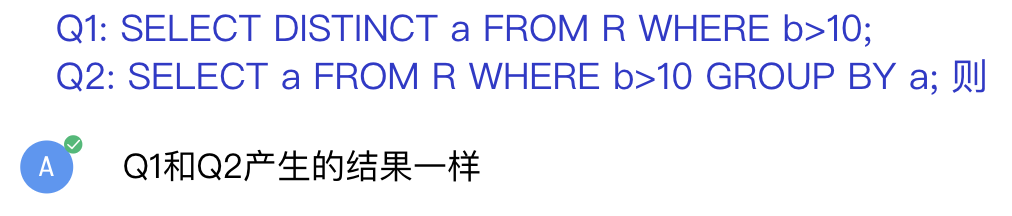 Q1: SELECT DISTINCT a FROM R WHERE b>10;
Q2: SELECT a FROM R WHERE b>10 GROUP BY a; 则
A Q1和Q2产生的结果一样